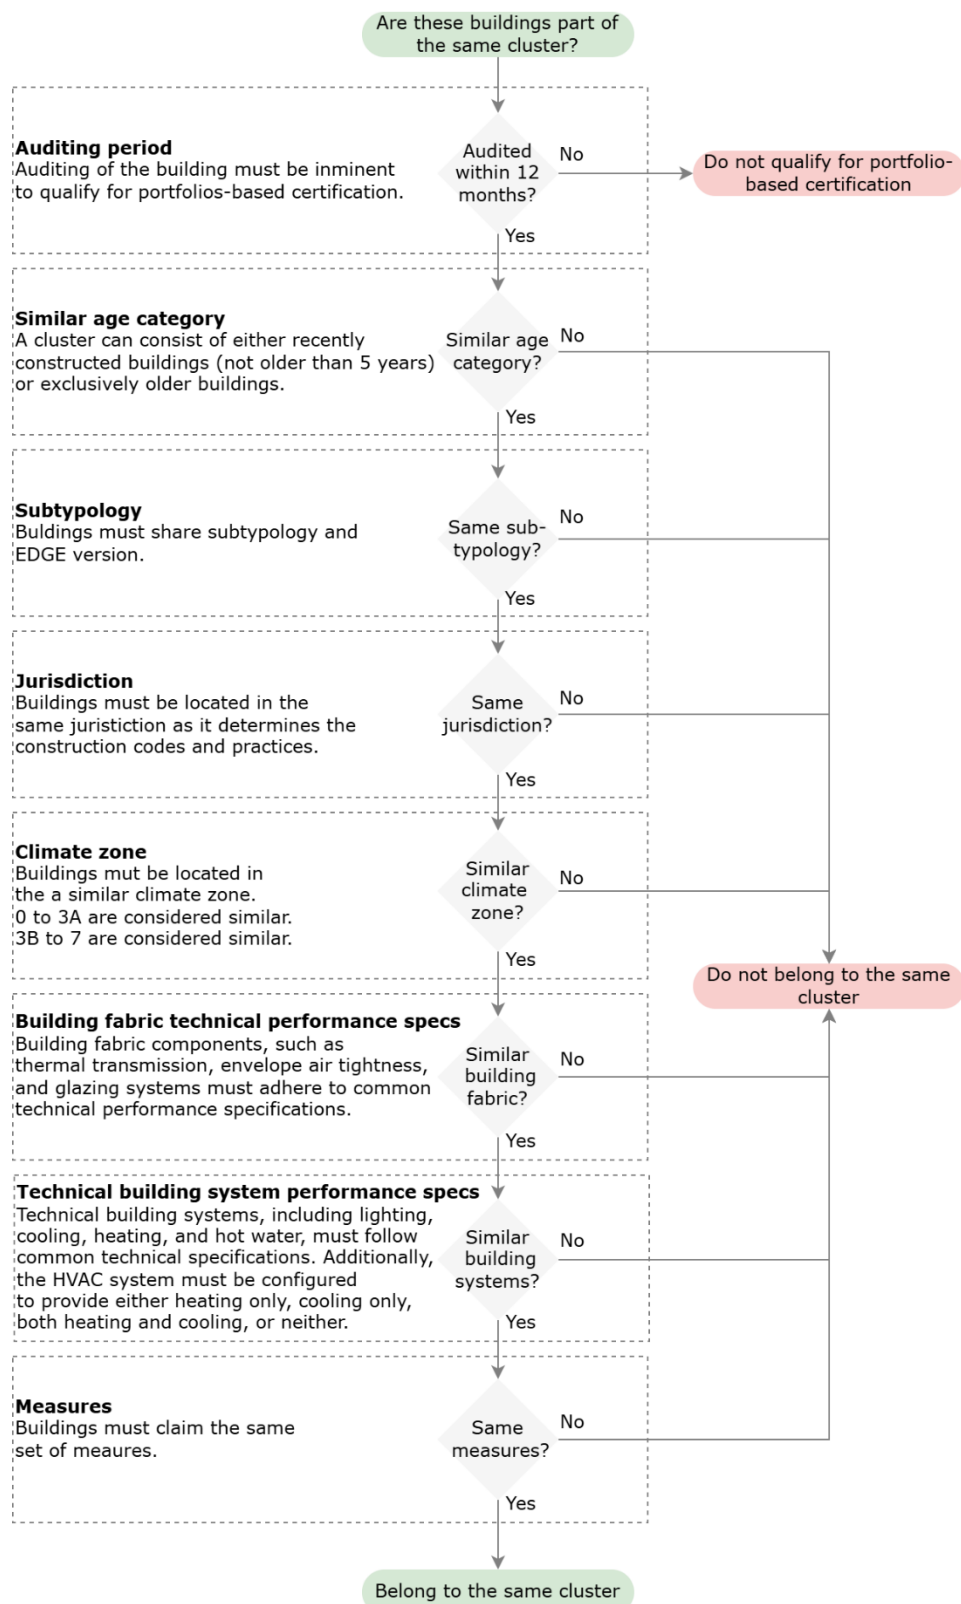 Are these buildings part of
the same cluster?
Auditing period
Auditing of the building must be inminent
to qualify for portfolios-based certification.
Audited
within 12
months?
No
Yes
Do not qualify for portfolio-
based certification
Similar age category
A cluster can consist of either recently
constructed buildings (not older than 5 years)
or exclusively older buildings.
Similar age
category?
No
Yes
Subtypology
Buldings must share subtypology and
EDGE version.
Same sub-
typology?
No
Yes
Jurisdiction
Buildings must be located in the
same juristiction as it determines the
construction codes and practices.
Same
jurisdiction?
No
Yes
Climate zone
Buildings mut be located in
the a similar climate zone.
0 to 3A are considered similar.
3B to 7 are considered similar.
Similar
climate
zone?
No
Yes
Do not belong to the same
cluster
Building fabric technical performance specs
Building fabric components, such as
thermal transmission, envelope air tightness,
and glazing systems must adhere to common
technical performance specifications.
Similar
building
fabric?
No
Yes
Technical building system performance specs
Technical building systems, including lighting,
cooling, heating, and hot water, must follow
common technical specifications. Additionally,
the HVAC system must be configured
to provide either heating only, cooling only,
both heating and cooling, or neither.
Similar
building
systems?
No
Yes
Measures
Buildings must claim the same
set of meaures.
Same
measures?
No
Yes
Belong to the same cluster